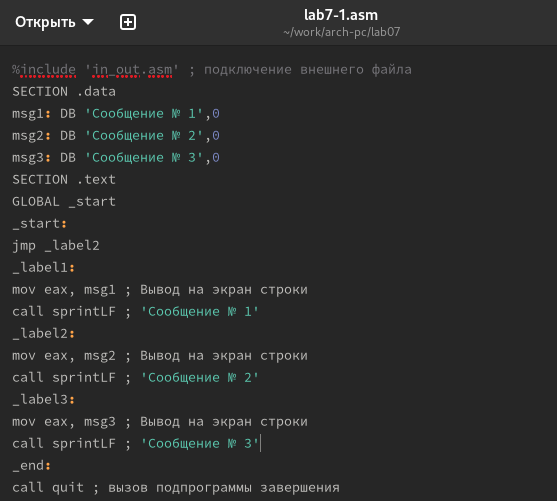 Открыть
lab7-1.asm
~/work/arch-pc/lab07
%include 'in_out.asm' ; подключение внешнего файла
SECTION .data
msg1: DB 'Сообщение № 1',0
msg2: DB 'Сообщение № 2',0
msg3: DB 'Сообщение № 3',0
SECTION .text
GLOBAL _start
_start:
jmp _label2
_label1:
mov eax, msg1 ; Вывод на экран строки
call sprintLF ; 'Сообщение № 1'
_label2:
mov eax, msg2 ; Вывод на экран строки
call sprintLF ; 'Сообщение № 2'
_label3:
mov eax, msg3 ; Вывод на экран строки
call sprintLF ; 'Сообщение № 3'
_end:
call quit ; вызов подпрограммы завершения